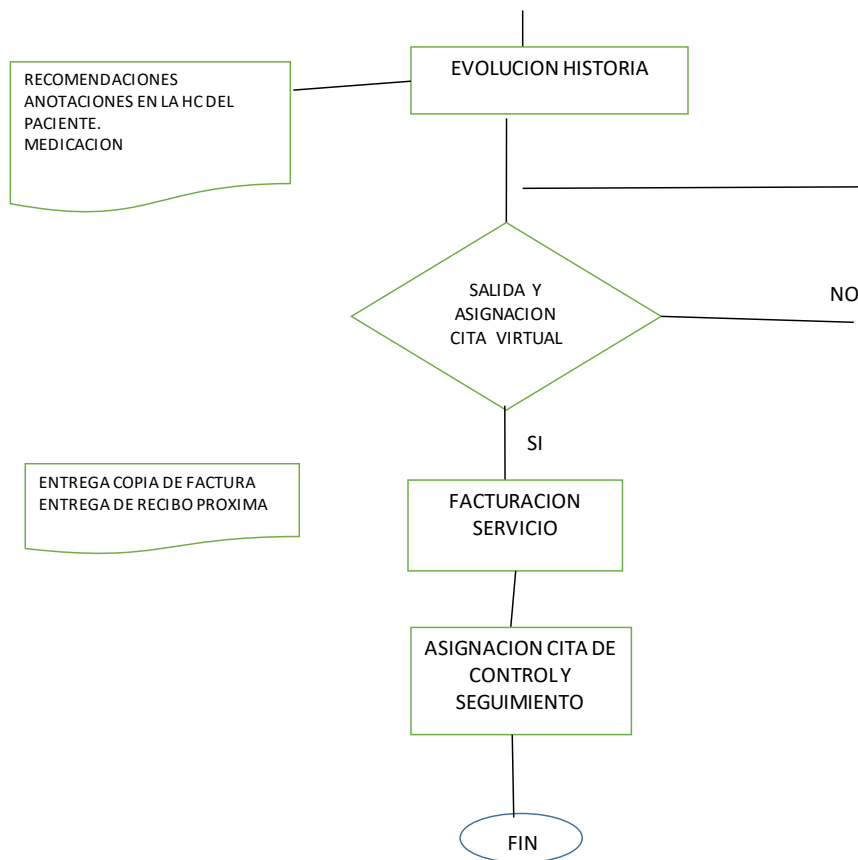 EVOLUCION HISTORIA
RECOMENDACIONES
ANOTACIONES EN LA HC DEL
PACIENTE.
MEDICACION
SALIDA Y
ASIGNACION
CITA VIRTUAL
NO
SI
ENTREGA COPIA DE FACTURA
ENTREGA DE RECIBO PROXIMA
FACTURACION
SERVICIO
ASIGNACION CITA DE
CONTROL Y
SEGUIMIENTO
FIN